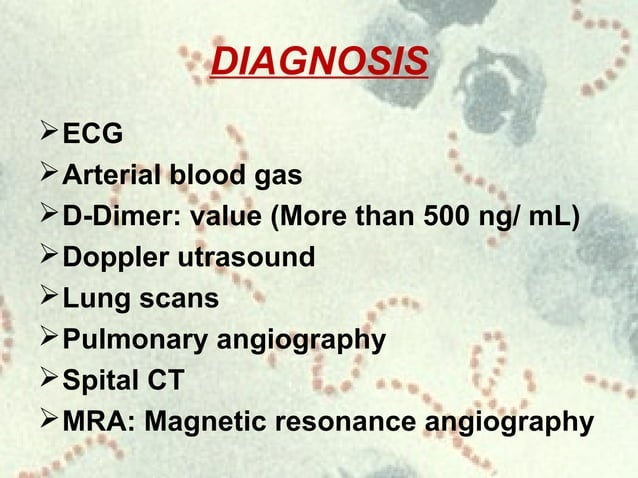 DIAGNOSIS
➢ECG
➢Arterial blood gas
➢D-Dimer: value (More than 500 ng/ mL)
➢Doppler utrasound
➢Lung scans
➢Pulmonary angiography
➢Spital CT
➢MRA: Magnetic resonance angiography